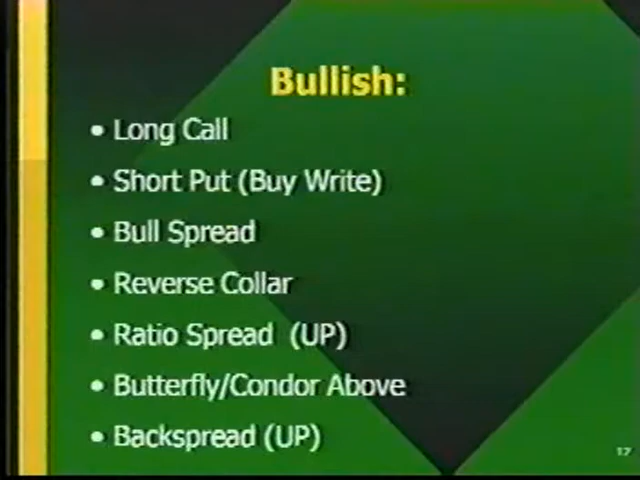 Bullish:
• Long Call
• Short Put (Buy Write)
• Bull Spread
• Reverse Collar
• Ratio Spread (UP)
• Butterfly/Condor Above
• Backspread (UP)
17